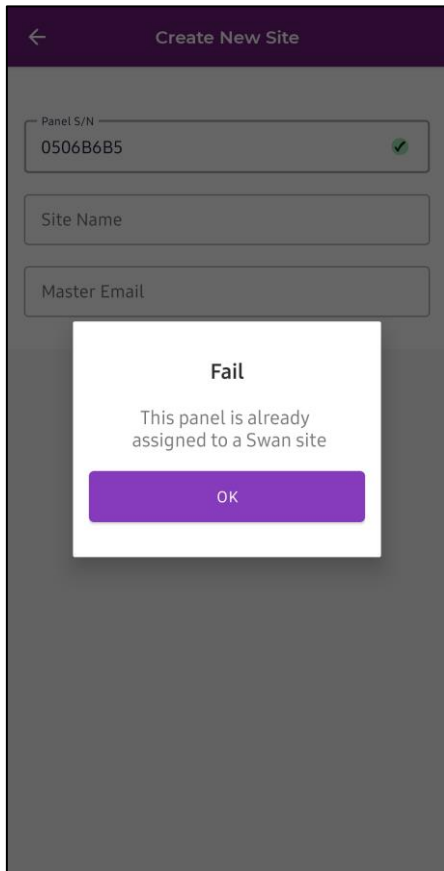 Create New Site
Panel S/N
0506B6B5
Site Name
Master Email
Fail
This panel is already
assigned to a Swan site
OK